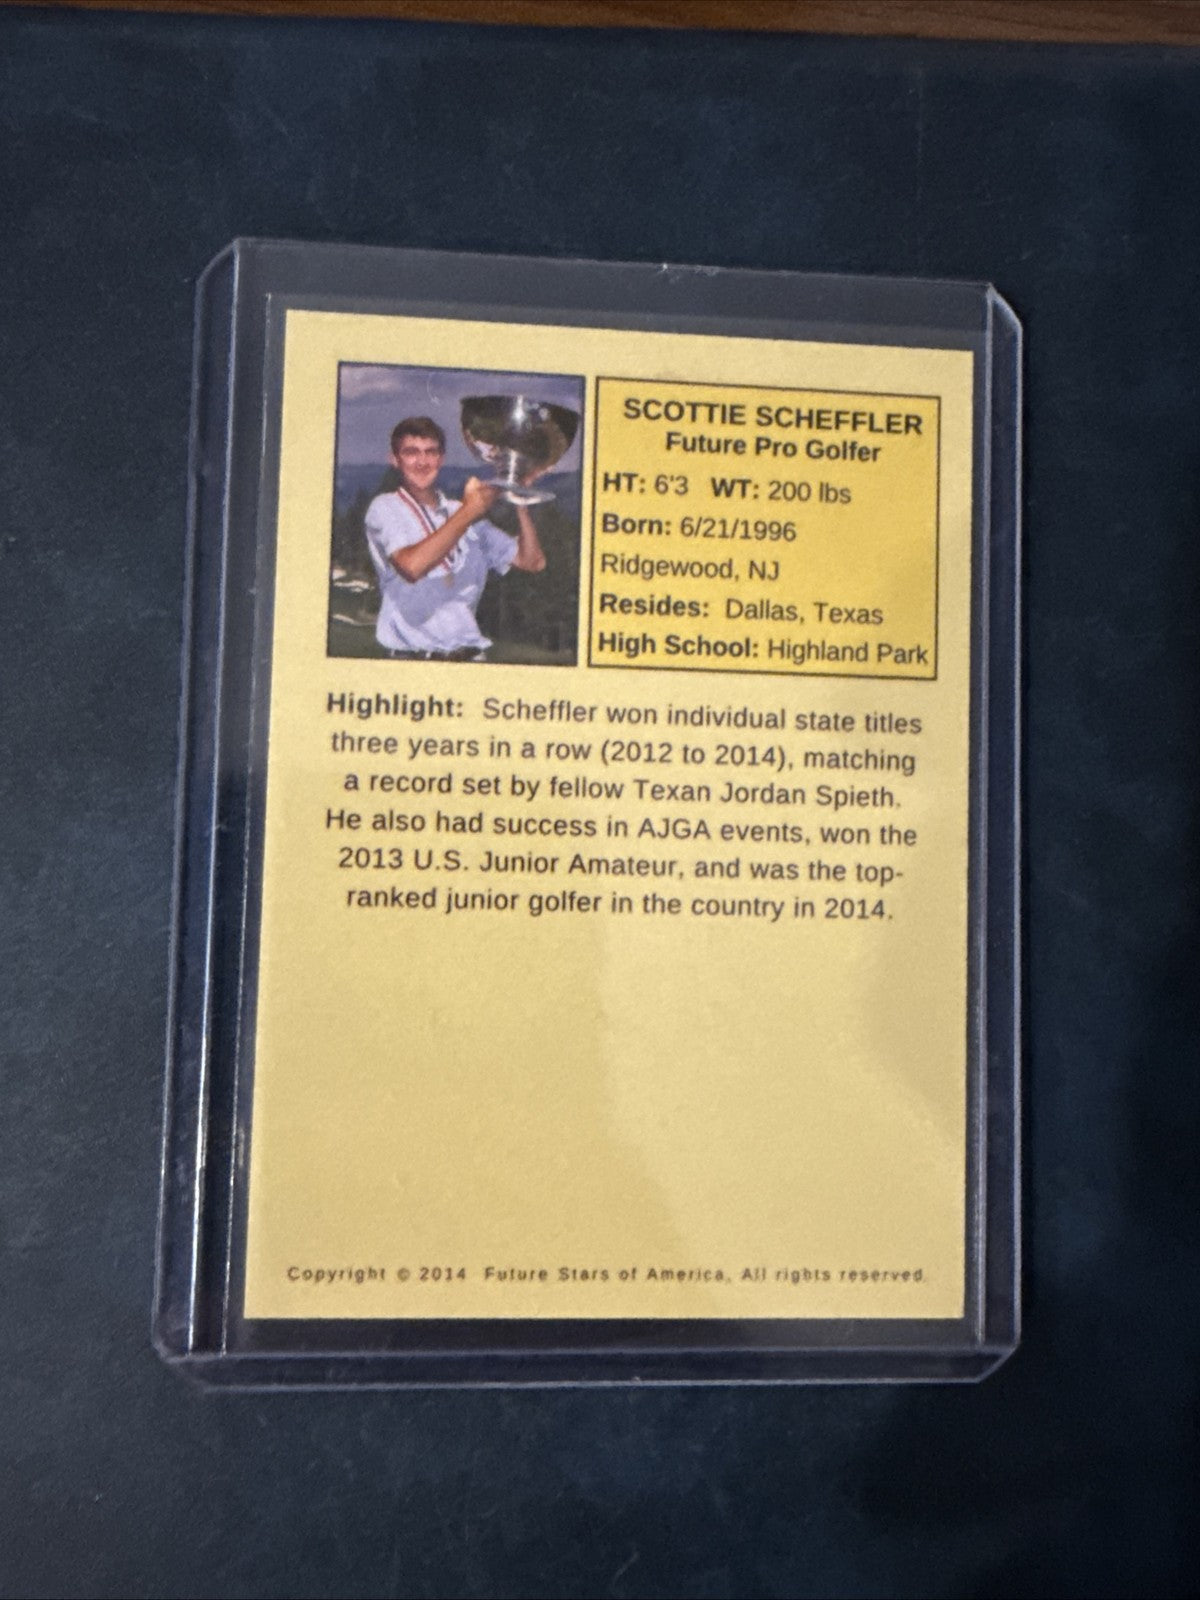 SCOTTIE SCHEFFLER
Future Pro Golfer
HT: 6'3 WT: 200 lbs
Born: 6/21/1996
Ridgewood, NJ
Resides: Dallas, Texas
High School: Highland Park
Highlight: Scheffler won individual state titles
three years in a row (2012 to 2014), matching
a record set by fellow Texan Jordan Spieth.
He also had success in AJGA events, won the
2013 U.S. Junior Amateur, and was the top-
ranked junior golfer in the country in 2014.
Copyright © 2014 Future Stars of America, All rights reserved.